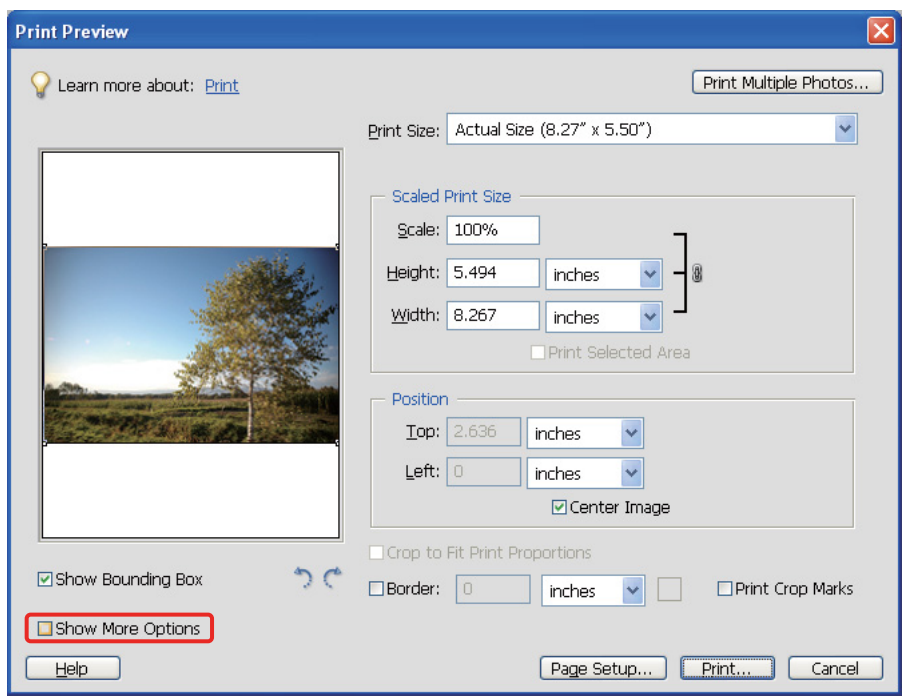 Print Preview
Learn more about: Print
Print Multiple Photos...
Print Size: Actual Size (8.27" x 5.50")
Scaled Print Size
Scale: 100%
Height: 5.494 inches
Width: 8.267 inches
Print Selected Area
Position
Top: 2.636 inches
Left: 0 inches
Center Image
Crop to Fit Print Proportions
Show Bounding Box
Border: 0 inches
Print Crop Marks
Show More Options
Help
Page Setup...
Print...
Cancel